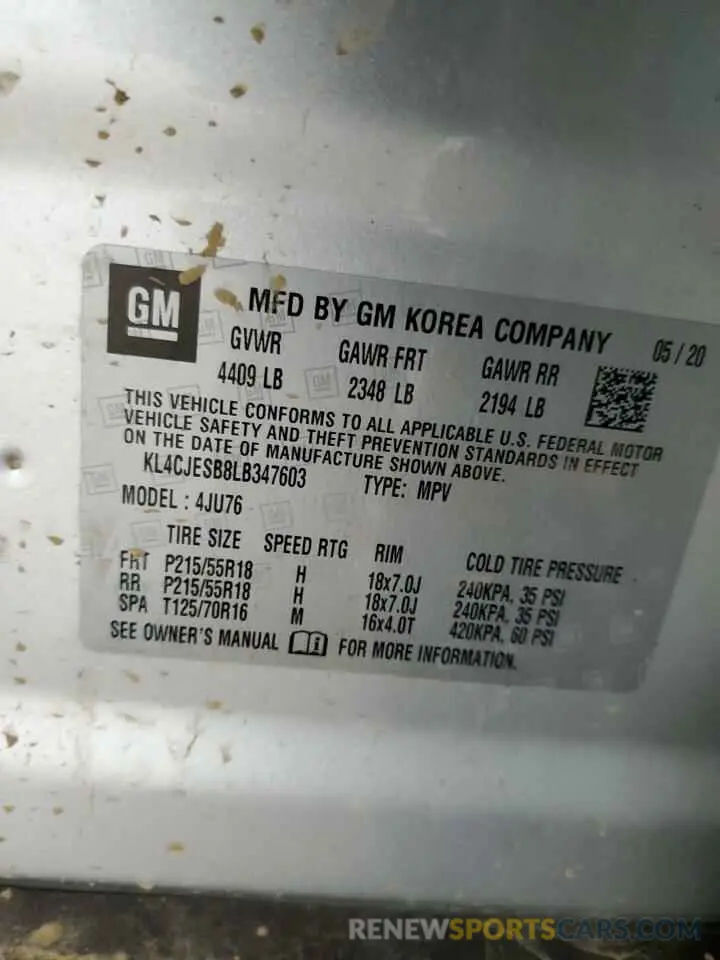 GM
MFD BY GM KOREA COMPANY 05/20
GVWR GAWR FRT GAWR RR
4409 LB 2348 LB 2194 LB
THIS VEHICLE CONFORMS TO ALL APPLICABLE U.S. FEDERAL MOTOR
VEHICLE SAFETY AND THEFT PREVENTION STANDARDS IN EFFECT
ON THE DATE OF MANUFACTURE SHOWN ABOVE.
KL4CJESB8LB347603 TYPE: MPV
MODEL : 4JU76
TIRE SIZE SPEED RTG RIM COLD TIRE PRESSURE
FRT P215/55R18 H 18x7.0J 240KPA, 35 PSI
RR P215/55R18 H 18x7.0J 240KPA, 35 PSI
SPA T125/70R16 M 16x4.0T 420KPA, 60 PSI
SEE OWNER'S MANUAL i FOR MORE INFORMATION.
RENEWSPORTSCARS.COM